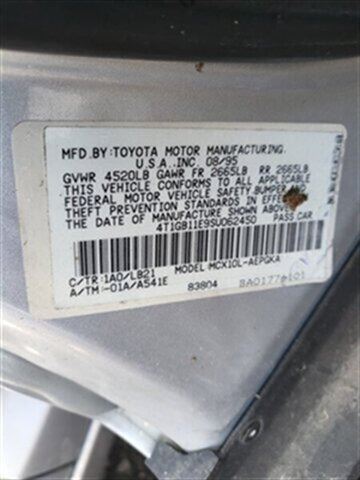 MFD. BY: TOYOTA MOTOR MANUFACTURING,
U.S.A., INC. 08/95
GVWR 4520LB GAWR FR 2665LB RR 2665LB
THIS VEHICLE CONFORMS TO ALL APPLICABLE
FEDERAL MOTOR VEHICLE SAFETY, BUMPER, AND
THEFT PREVENTION STANDARDS IN EFFECT ON
THE DATE OF MANUFACTURE SHOWN ABOVE.
4T1GB11E9SU062450 PASS. CAR
C/TR: 1A0/LB21 MODEL: MCX10L-AEPGKA
A/TM: -01A/A541E 83804 8A01776101